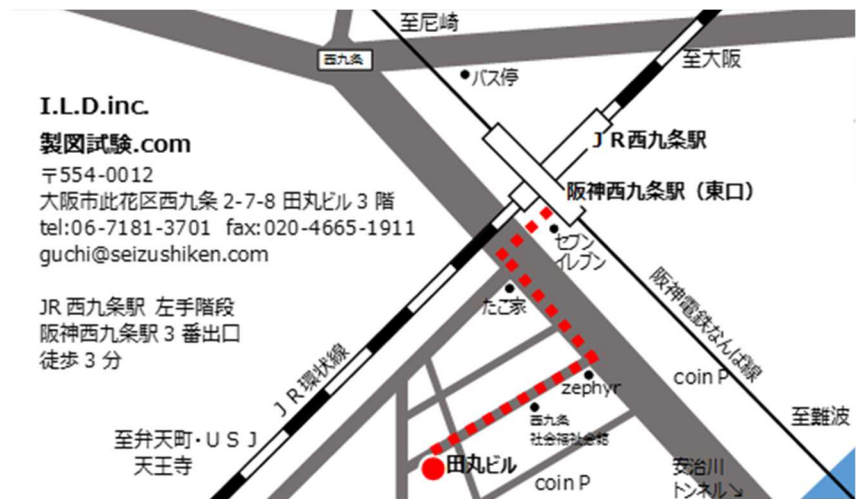 至尼崎
西九条
至大阪
バス停
I.L.D.inc.
製図試験.com
〒554-0012
大阪市此花区西九条 2-7-8 田丸ビル 3 階
tel:06-7181-3701 fax:020-4665-1911
guchi@seizushiken.com
JR 西九条駅 左手階段
阪神西九条駅 3 番出口
徒歩 3 分
JR西九条駅
阪神西九条駅（東口）
セブン
イレブン
たこ家
阪神電鉄なんば線
JR環状線
zephyr
coin P
西九条
社会福祉会館
至難波
至弁天町・USJ
天王寺
田丸ビル
coin P
安治川
トンネル↘